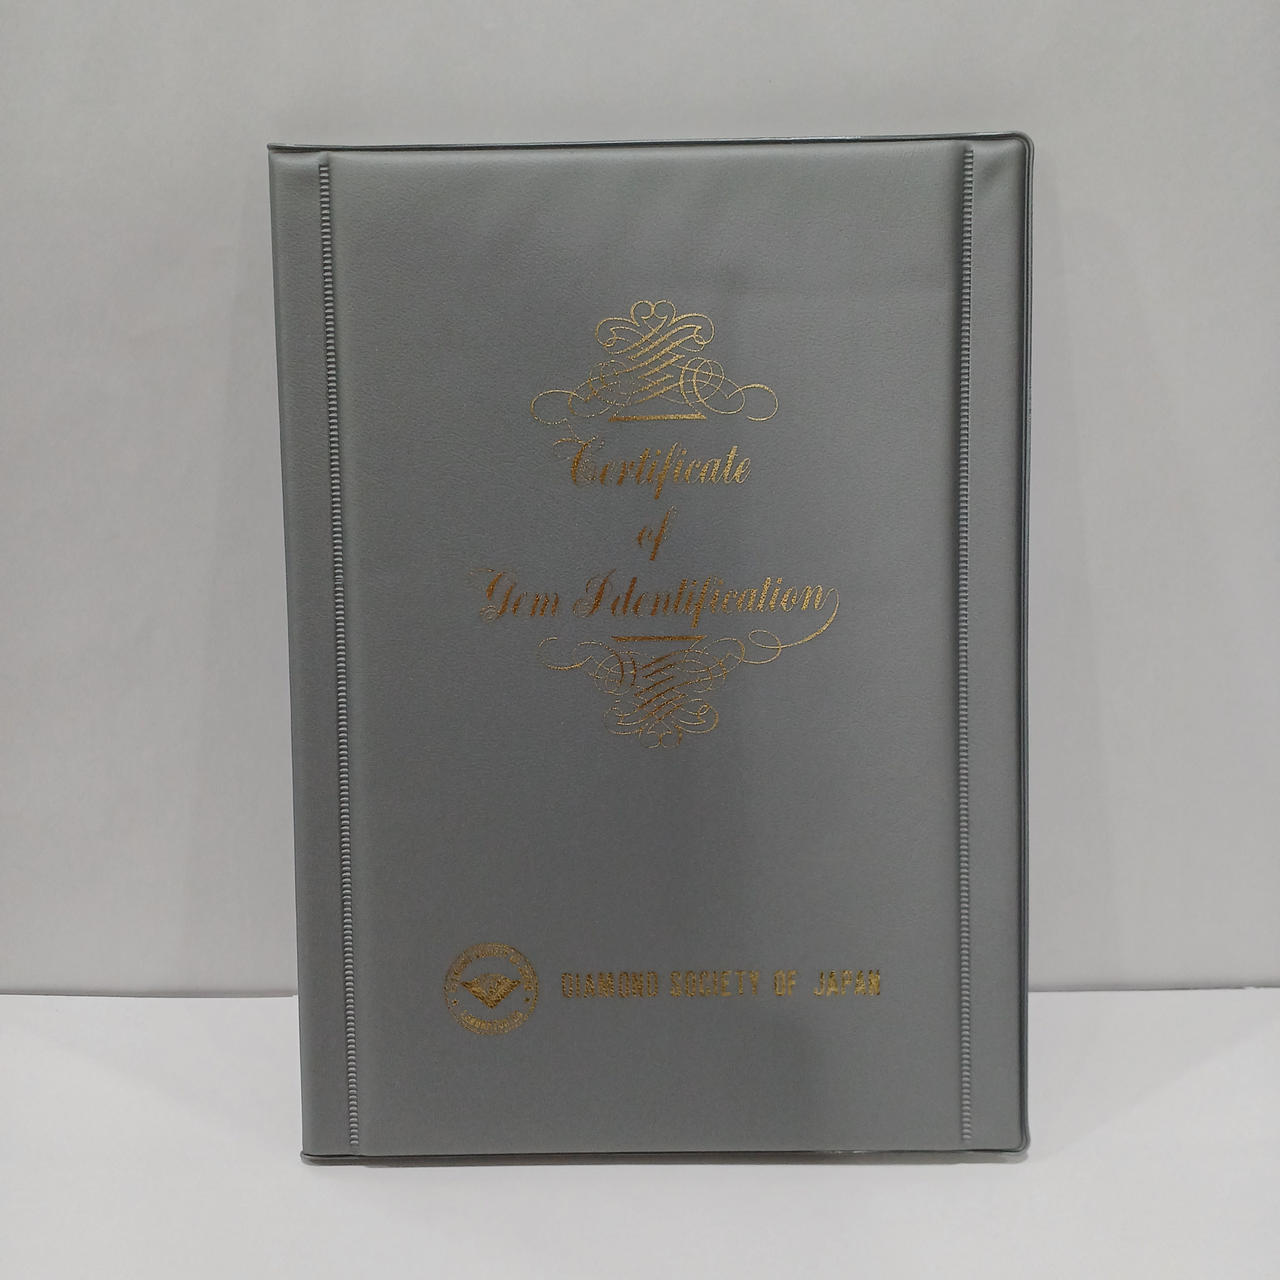 Certificate
of
Gem Identification
DIAMOND SOCIETY OF JAPAN